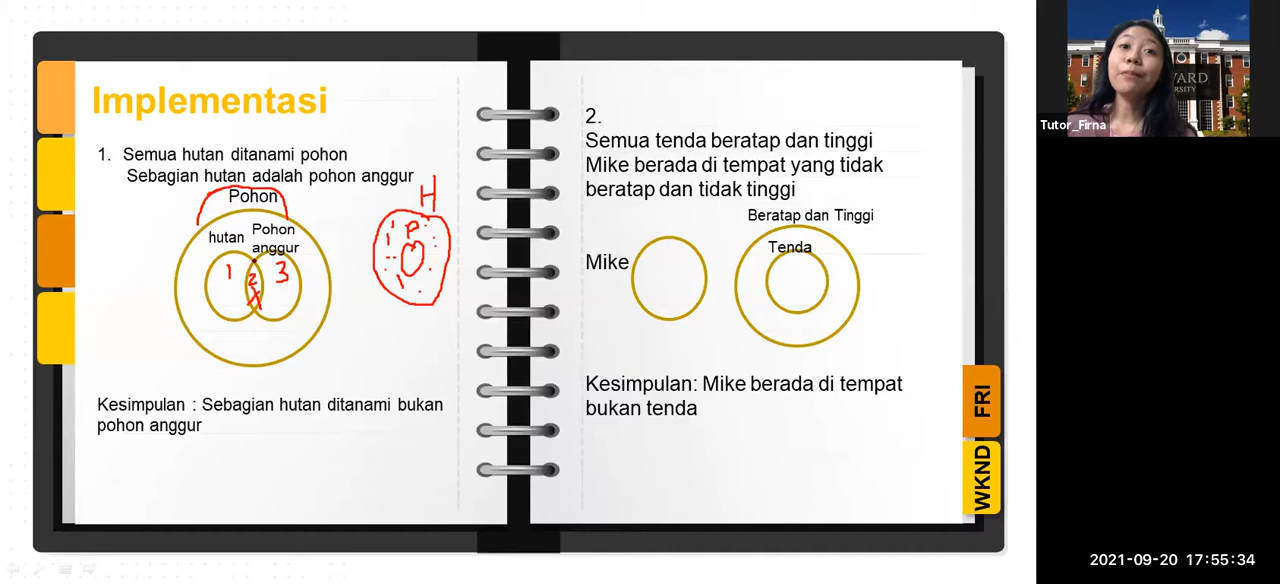 Implementasi
1. Semua hutan ditanami pohon
Sebagian hutan adalah pohon anggur
Pohon
hutan
Pohon
anggur
1
2
3
H
P
Kesimpulan : Sebagian hutan ditanami bukan
pohon anggur
2.
Semua tenda beratap dan tinggi
Mike berada di tempat yang tidak
beratap dan tidak tinggi
Beratap dan Tinggi
Tenda
Mike
Kesimpulan: Mike berada di tempat
bukan tenda
FRI
WKND
Tutor_Firna
2021-09-20 17:55:34